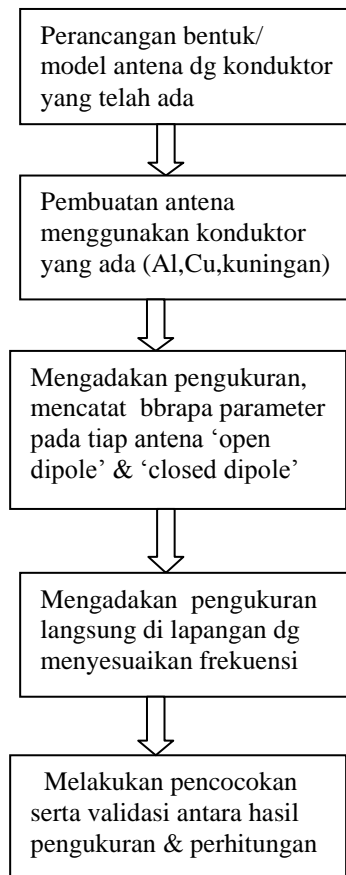 Perancangan bentuk/
model antena dg konduktor
yang telah ada
Pembuatan antena
menggunakan konduktor
yang ada (Al,Cu,kuningan)
Mengadakan pengukuran,
mencatat bbrapa parameter
pada tiap antena ‘open
dipole’ & ‘closed dipole’
Mengadakan pengukuran
langsung di lapangan dg
menyesuaikan frekuensi
Melakukan pencocokan
serta validasi antara hasil
pengukuran & perhitungan